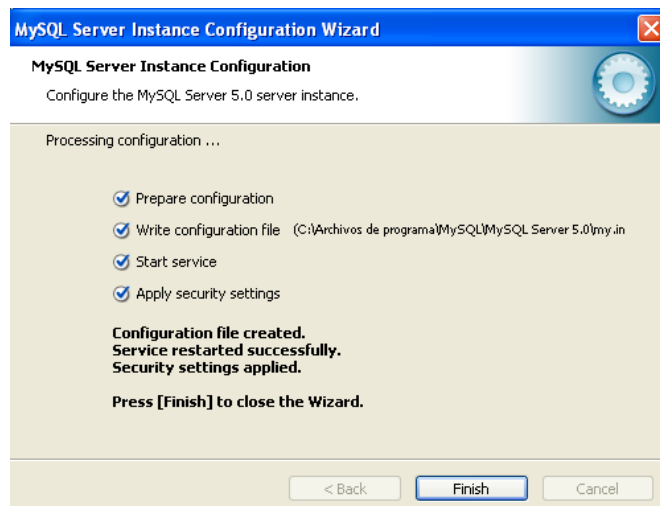 MySQL Server Instance Configuration Wizard
MySQL Server Instance Configuration
Configure the MySQL Server 5.0 server instance.
Processing configuration ...
Prepare configuration
Write configuration file (C:\Archivos de programa\MySQL\MySQL Server 5.0\my.in
Start service
Apply security settings
Configuration file created.
Service restarted successfully.
Security settings applied.
Press [Finish] to close the Wizard.
< Back Finish Cancel